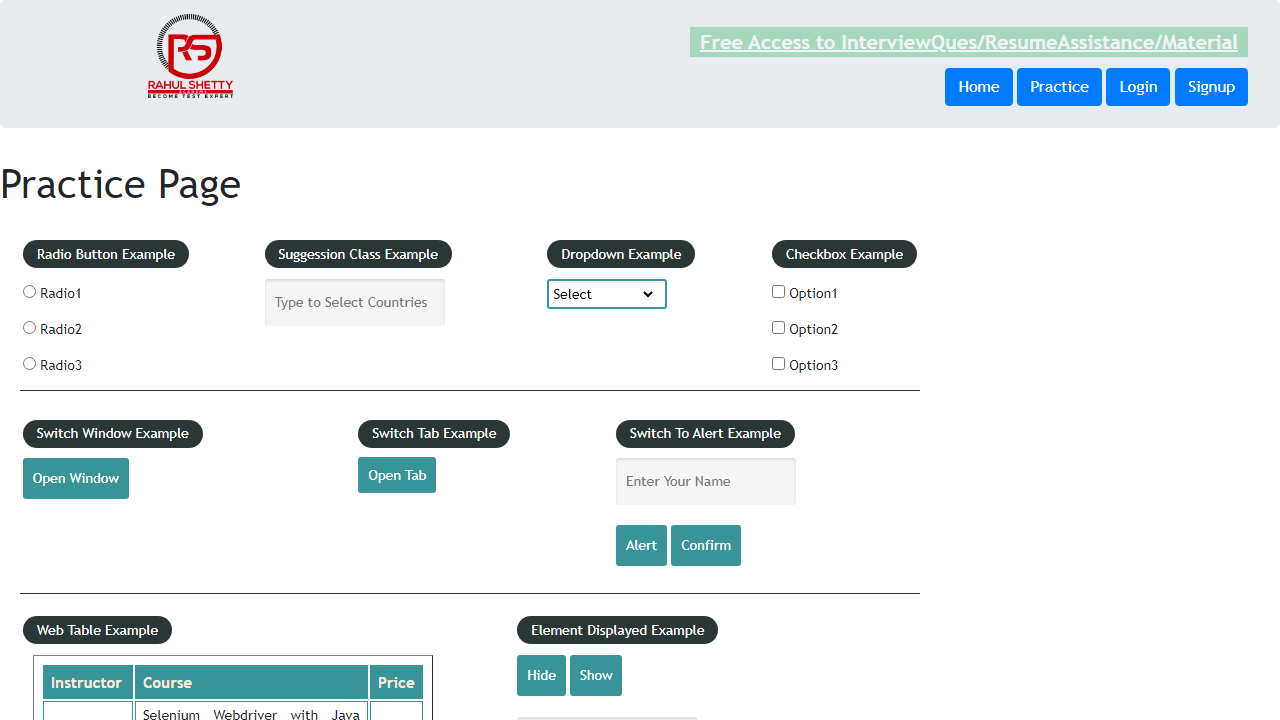 RS
RAHUL SHETTY
ACADEMY
BECOME TEST EXPERT
Free Access to InterviewQues/ResumeAssistance/Material
Home Practice Login Signup
Practice Page
Radio Button Example
Radio1
Radio2
Radio3
Suggession Class Example
Type to Select Countries
Dropdown Example
Select
Checkbox Example
Option1
Option2
Option3
Switch Window Example
Open Window
Switch Tab Example
Open Tab
Switch To Alert Example
Enter Your Name
Alert Confirm
Web Table Example
Instructor Course Price
Selenium Webdriver with Java
Element Displayed Example
Hide Show